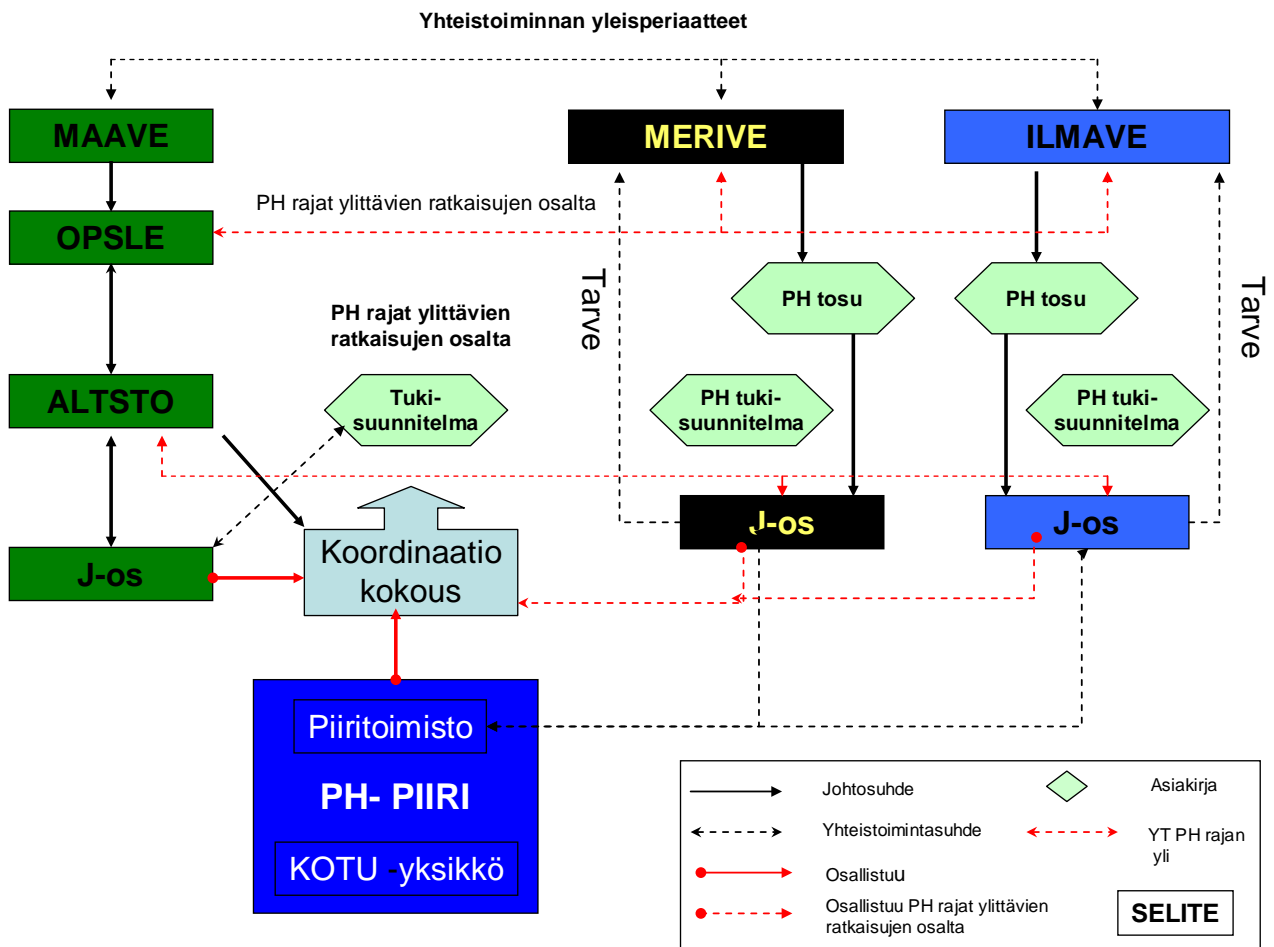 Yhteistoiminnan yleisperiaatteet
MAAVE
MERIVE
ILMAVE
PH rajat ylittävien ratkaisujen osalta
OPSLE
Tarve
PH tosu
PH tosu
Tarve
PH rajat ylittävien
ratkaisujen osalta
ALTSTO
Tuki-
suunnitelma
PH tuki-
suunnitelma
PH tuki-
suunnitelma
J-os
J-os
J-os
Koordinaatio
kokous
Piiritoimisto
PH- PIIRI
KOTU -yksikkö
Johtosuhde
Asiakirja
Yhteistoimintasuhde
YT PH rajan
yli
Osallistuu
Osallistuu PH rajat ylittävien
ratkaisujen osalta
SELITE